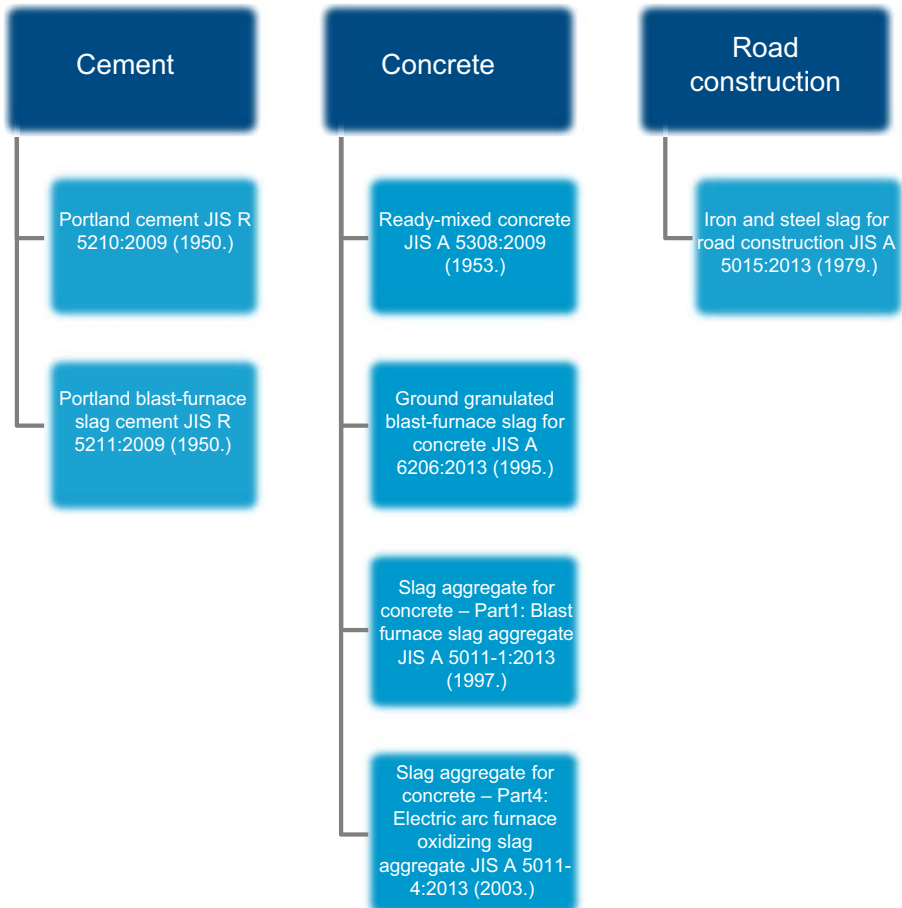 Cement
Portland cement JIS R
5210:2009 (1950.)
Portland blast-furnace
slag cement JIS R
5211:2009 (1950.)
Concrete
Ready-mixed concrete
JIS A 5308:2009
(1953.)
Ground granulated
blast-furnace slag for
concrete JIS A
6206:2013 (1995.)
Slag aggregate for
concrete – Part1: Blast
furnace slag aggregate
JIS A 5011-1:2013
(1997.)
Slag aggregate for
concrete – Part4:
Electric arc furnace
oxidizing slag
aggregate JIS A 5011-
4:2013 (2003.)
Road
construction
Iron and steel slag for
road construction JIS A
5015:2013 (1979.)